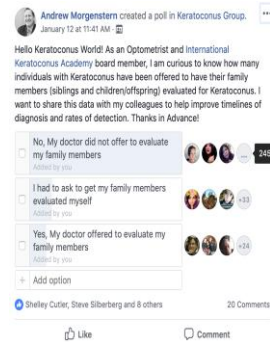 Andrew Morgenstern created a poll in Keratoconus Group.
January 12 at 11:41 AM ·
Hello Keratoconus World! As an Optometrist and International
Keratoconus Academy board member, I am curious to know how many
individuals with Keratoconus have been offered to have their family
members (siblings and children/offspring) evaluated for Keratoconus. I
want to share this data with my colleagues to help improve timelines of
diagnosis and rates of detection. Thanks in Advance!
No, My doctor did not offer to evaluate
my family members
Added by you
248
I had to ask to get my family members
evaluated myself
Added by you
+33
Yes, My doctor offered to evaluate my
family members
Added by you
+24
+ Add option
Shelley Cutler, Steve Silberberg and 8 others
20 Comments
Like
Comment